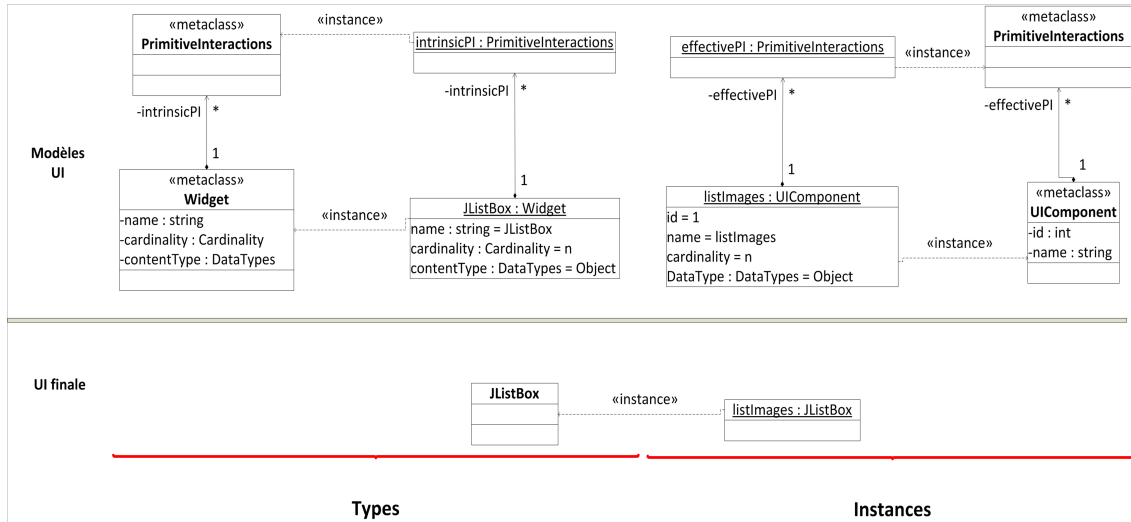 «metaclass»
PrimitiveInteractions
«instance»
intrinsicPI : PrimitiveInteractions
effectivePI : PrimitiveInteractions
«instance»
«metaclass»
PrimitiveInteractions
-intrinsicPI
*
-intrinsicPI
*
-effectivePI
*
-effectivePI
*
Modèles
UI
1
«metaclass»
Widget
-name : string
-cardinality : Cardinality
-contentType : DataTypes
«instance»
1
JListBox : Widget
name : string = JListBox
cardinality : Cardinality = n
contentType : DataTypes = Object
1
listImages : UIComponent
id = 1
name = listImages
cardinality = n
DataType : DataTypes = Object
«instance»
1
«metaclass»
UIComponent
-id : int
-name : string
UI finale
JListBox
«instance»
listImages : JListBox
Types
Instances